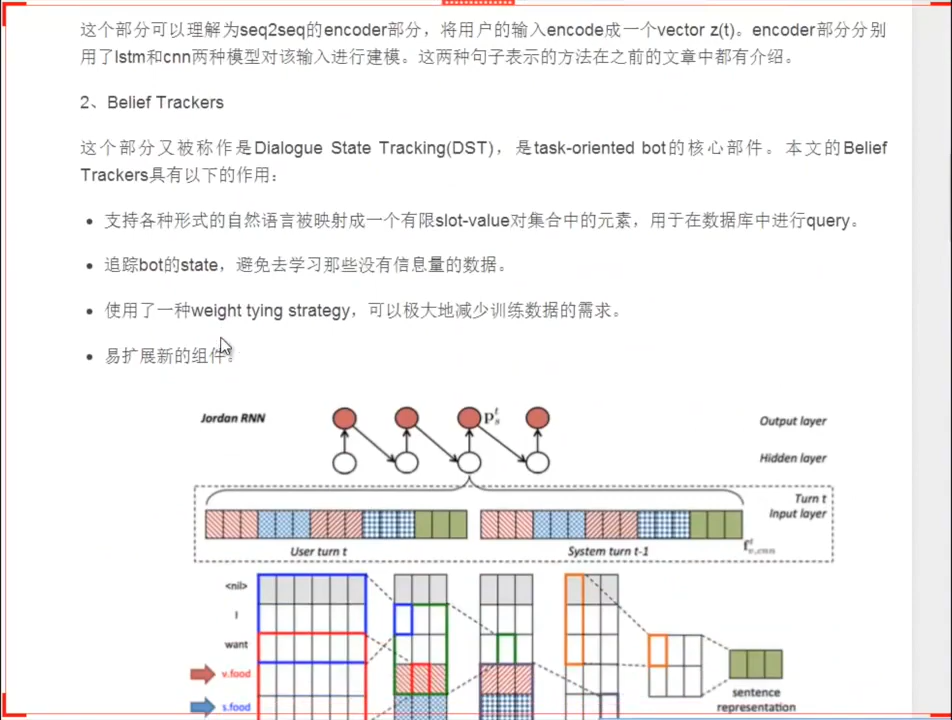 这个部分可以理解为seq2seq的encoder部分，将用户的输入encode成一个vector z(t)。encoder部分分别
用了lstm和cnn两种模型对该输入进行建模。这两种句子表示的方法在之前的文章中都有介绍。
2、Belief Trackers
这个部分又被称作是Dialogue State Tracking(DST)，是task-oriented bot的核心部件。本文的Belief
Trackers具有以下的作用：
• 支持各种形式的自然语言被映射成一个有限slot-value对集合中的元素，用于在数据库中进行query。
• 追踪bot的state，避免去学习那些没有信息量的数据。
• 使用了一种weight tying strategy，可以极大地减少训练数据的需求。
• 易扩展新的组件。
Jordan RNN
p_s^t
Output layer
Hidden layer
Turn t
Input layer
User turn t
System turn t-1
f_{v,cnn}^t
<nil>
I
want
v.food
s.food
sentence
representation